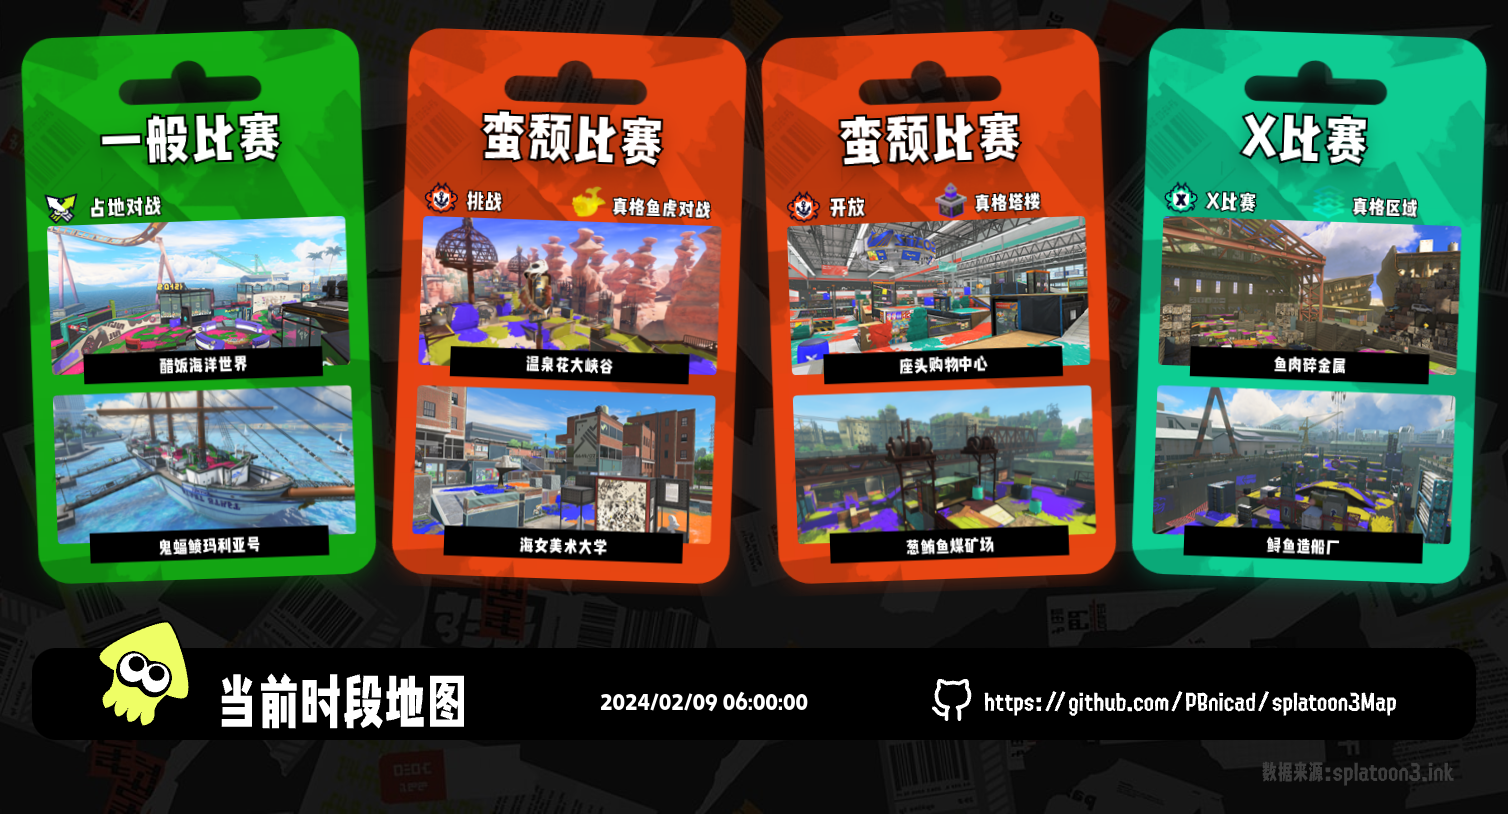 一般比赛
占地对战
醋饭海洋世界
鬼蝠鲼玛利亚号
蛮颓比赛
挑战
真格鱼虎对战
温泉花大峡谷
海女美术大学
蛮颓比赛
开放
真格塔楼
座头购物中心
葱鲔鱼煤矿场
X比赛
X比赛
真格区域
鱼肉碎金属
鲟鱼造船厂
当前时段地图
2024/02/09 06:00:00
https://github.com/PBnicad/splatoon3Map
数据来源:splatoon3.ink